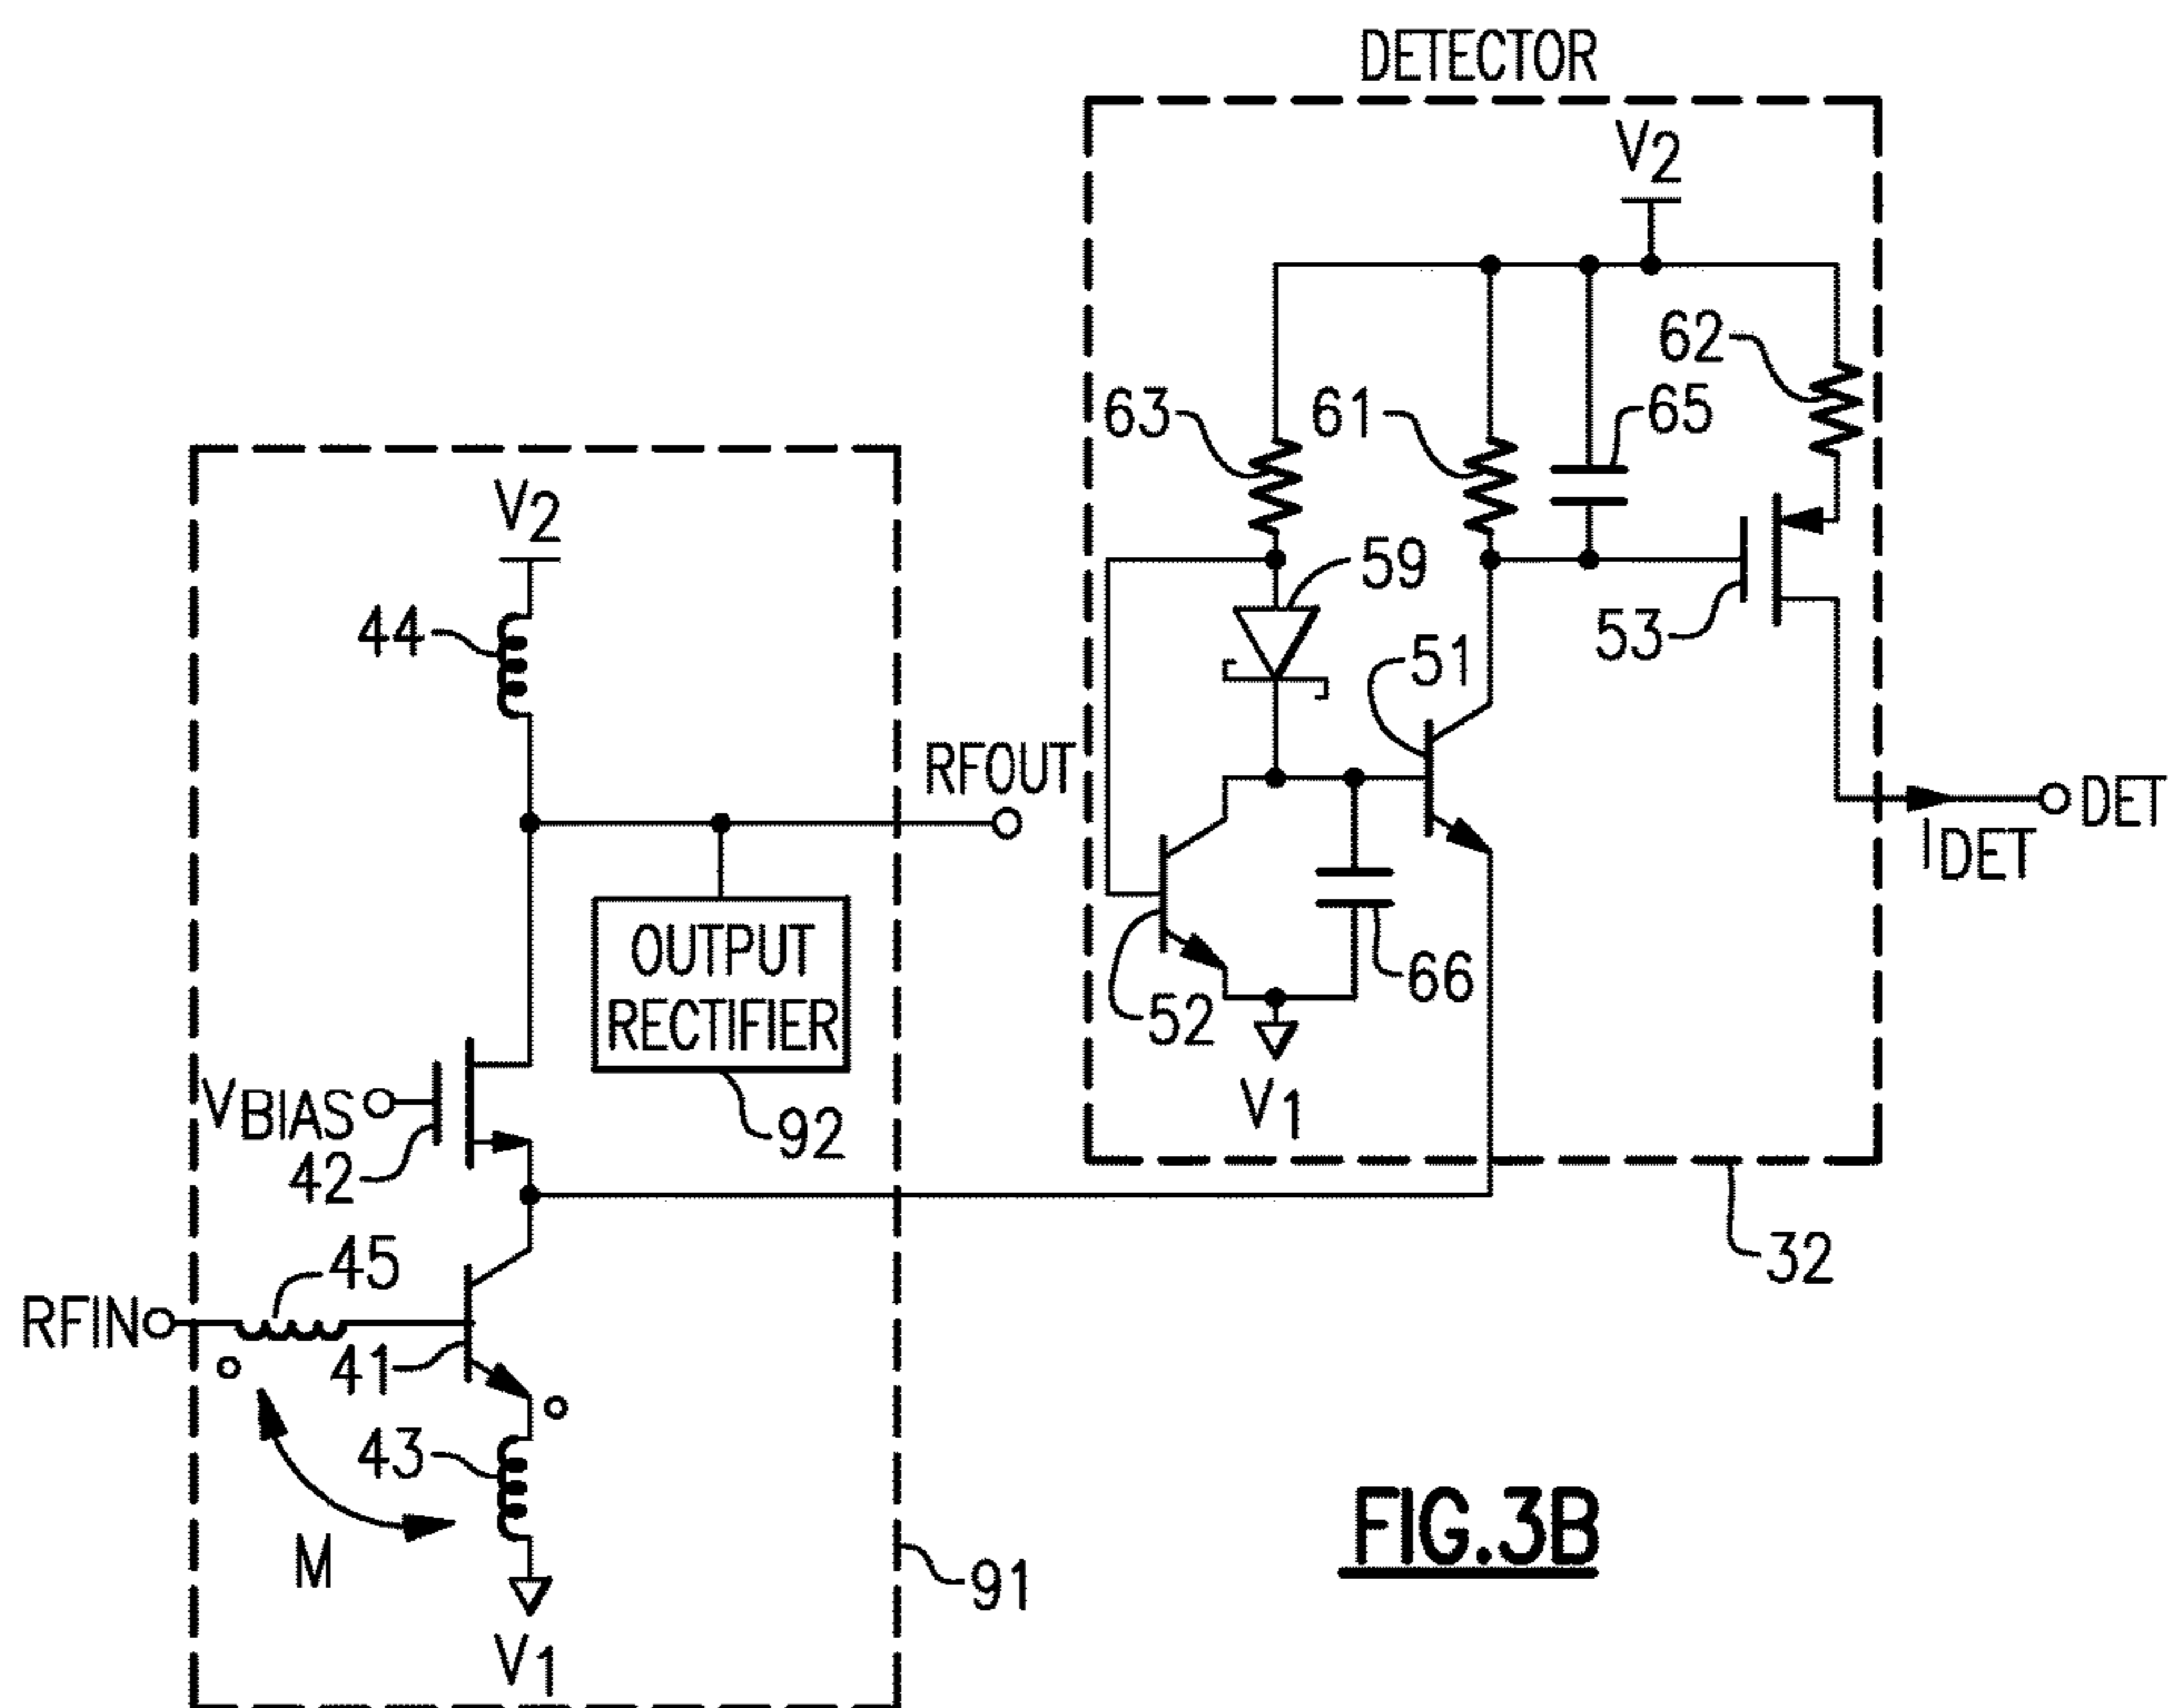 DETECTOR
V2
62
63
61
65
59
53
51
V2
44
RFOUT
DET
IDET
OUTPUT
RECTIFIER
66
52
V1
VBIAS
42
92
32
45
RFIN
41
43
M
91
V1
FIG.3B